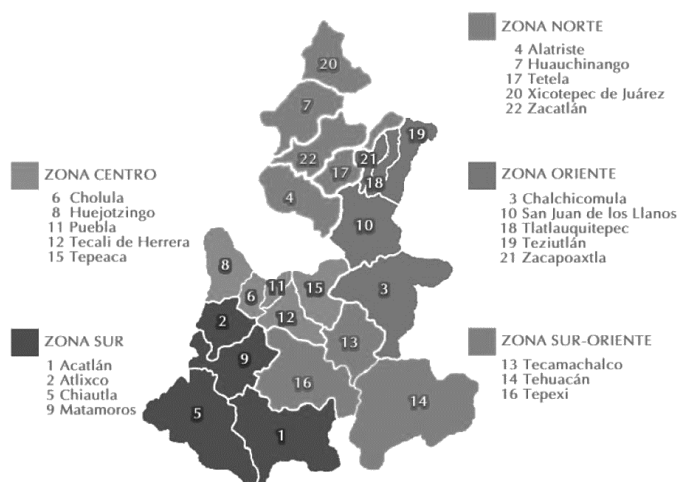 ZONA NORTE
4 Alatriste
7 Huauchinango
17 Tetela
20 Xicotepec de Juárez
22 Zacatlán
ZONA CENTRO
6 Cholula
8 Huejotzingo
11 Puebla
12 Tecali de Herrera
15 Tepeaca
ZONA ORIENTE
3 Chalchicomula
10 San Juan de los Llanos
18 Tlatlauquitepec
19 Teziutlán
21 Zacapoaxtla
ZONA SUR
1 Acatlán
2 Atlixco
5 Chiautla
9 Matamoros
ZONA SUR-ORIENTE
13 Tecamachalco
14 Tehuacán
16 Tepexi
20
7
19
22
21
17
18
4
10
8
11
3
6
15
2
12
13
9
16
5
14
1